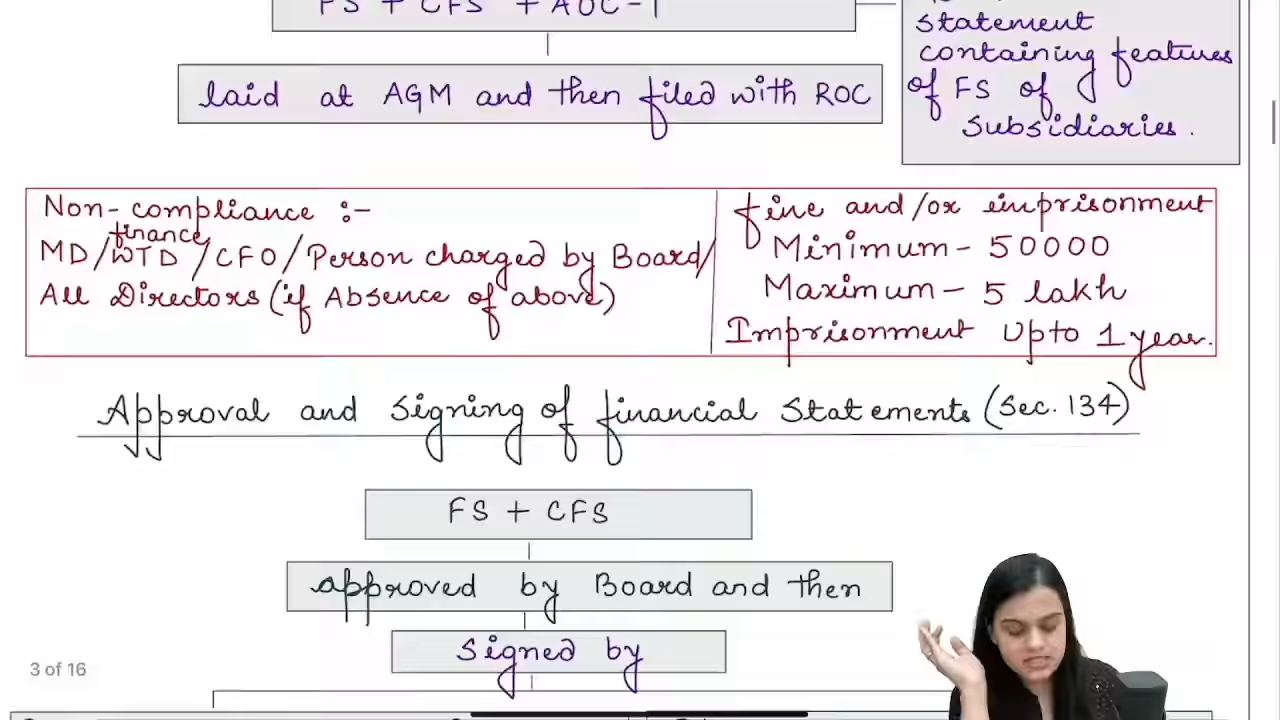 FS + CFS + AOC-1
statement
containing features
of FS of
Subsidiaries.
laid at AGM and then filed with ROC
Non-compliance :-
finance
MD/WTD/CFO/Person charged by Board/
All Directors (if Absence of above)
fine and/or imprisonment
Minimum - 50000
Maximum - 5 lakh
Imprisonment Upto 1 year.
Approval and signing of financial Statements (Sec. 134)
FS + CFS
approved by Board and then
signed by
3 of 16